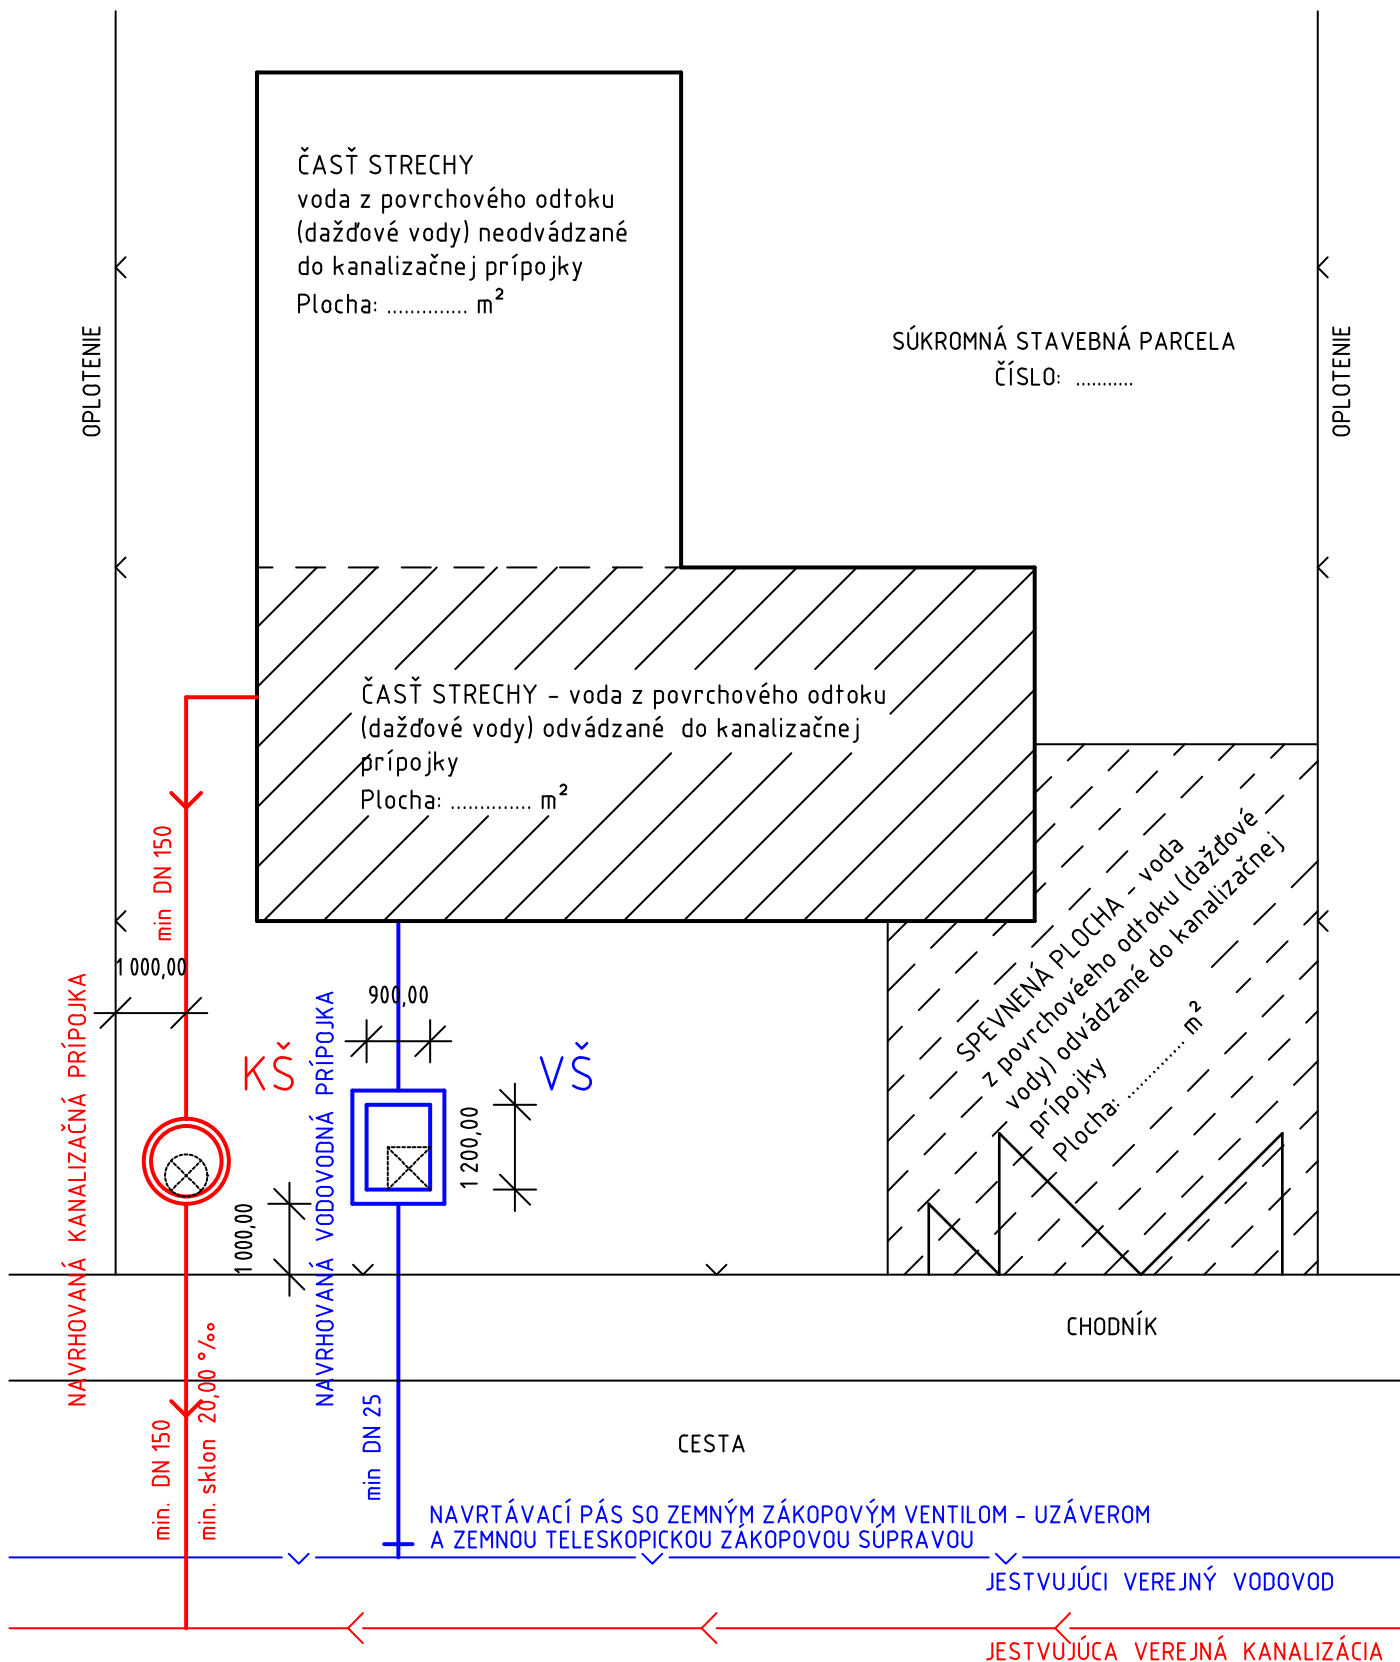 ČASŤ STRECHY
voda z povrchového odtoku
(dažďové vody) neodvádzané
do kanalizačnej prípojky
Plocha: .............. m²
OPLOTENIE
SÚKROMNÁ STAVEBNÁ PARCELA
ČÍSLO: ...........
OPLOTENIE
ČASŤ STRECHY - voda z povrchového odtoku
(dažďové vody) odvádzané do kanalizačnej
prípojky
Plocha: .............. m²
min DN 150
1 000,00
900,00
KŠ
VŠ
1 200,00
1 000,00
NAVRHOVANÁ KANALIZAČNÁ PRÍPOJKA
NAVRHOVANÁ VODOVODNÁ PRÍPOJKA
SPEVNENÁ PLOCHA - voda
z povrchovéeho odtoku (dažďové
vody) odvádzané do kanalizačnej
prípojky
Plocha: .............. m²
CHODNÍK
min. DN 150
min. sklon 20,00 °/oo
min DN 25
CESTA
NAVRTÁVACÍ PÁS SO ZEMNÝM ZÁKOPOVÝM VENTILOM - UZÁVEROM
A ZEMNOU TELESKOPICKOU ZÁKOPOVOU SÚPRAVOU
JESTVUJÚCI VEREJNÝ VODOVOD
JESTVUJÚCA VEREJNÁ KANALIZÁCIA